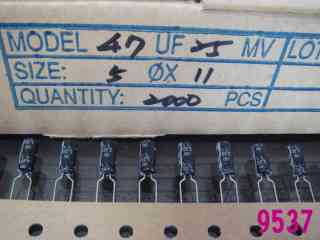 MODEL 47 UF 25 MV LOT
SIZE: 5 ØX 11
QUANTITY: 2000 PCS
9537